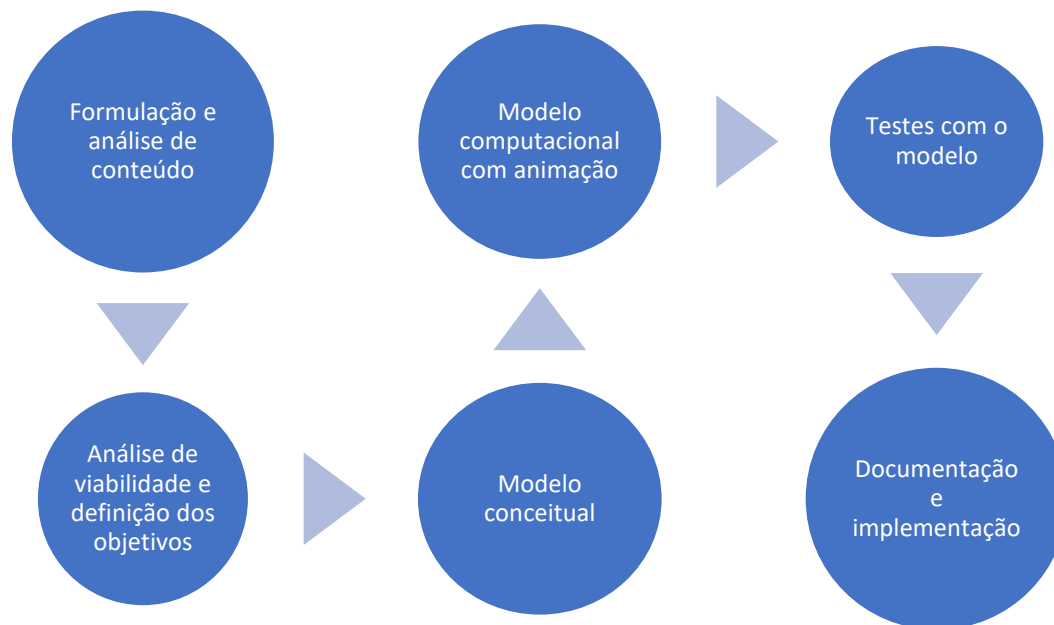 Formulação e
análise de
conteúdo
Análise de
viabilidade e
definição dos
objetivos
Modelo
conceitual
Modelo
computacional
com animação
Testes com o
modelo
Documentação
e
implementação